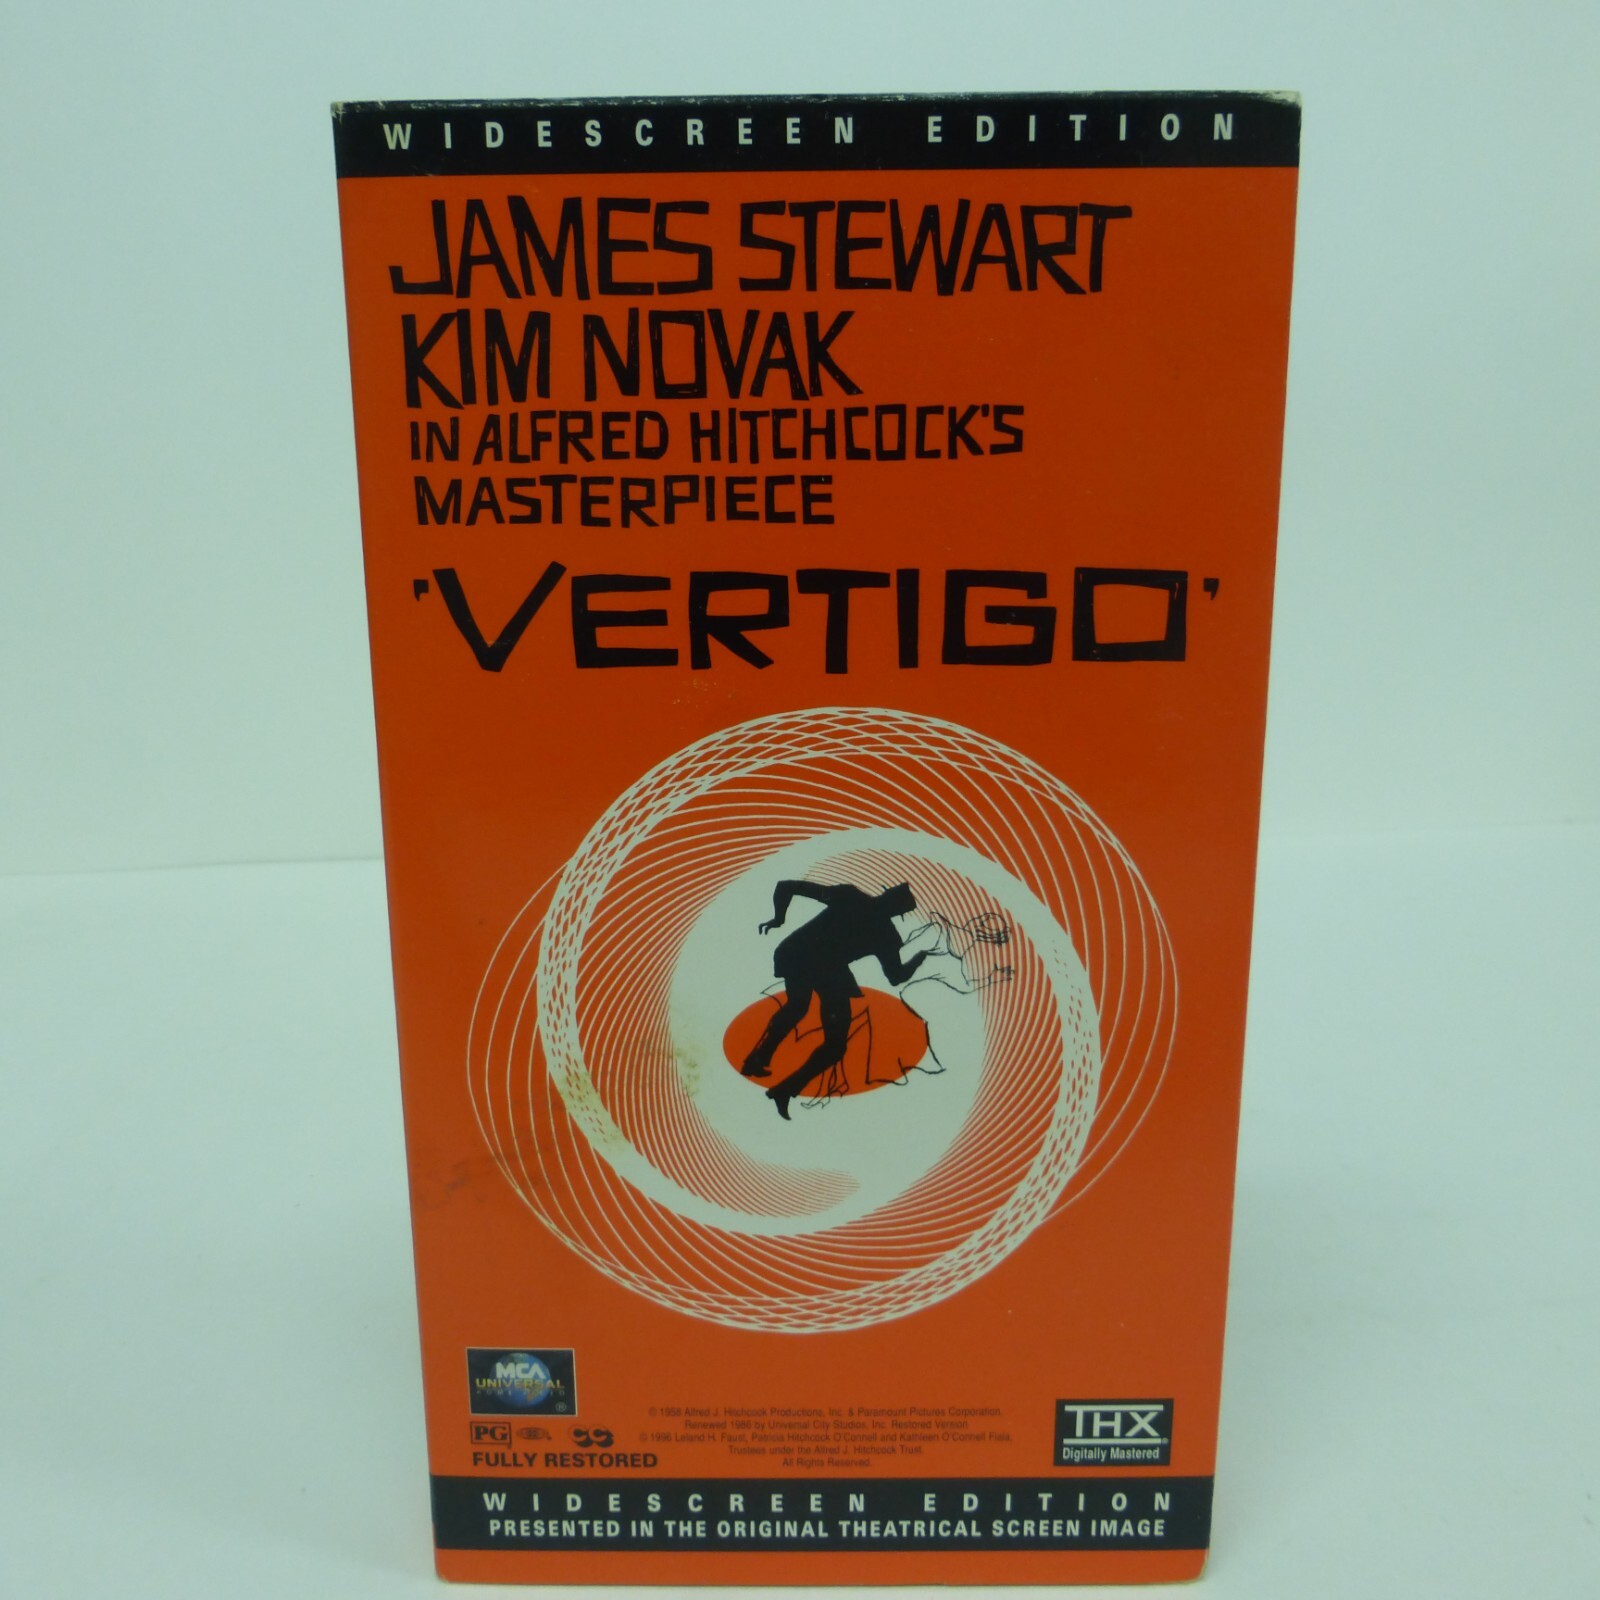 WIDESCREEN EDITION
JAMES STEWART
KIM NOVAK
IN ALFRED HITCHCOCK'S
MASTERPIECE
'VERTIGO'
MCA
UNIVERSAL
HOME VIDEO
®
© 1958 Alfred J. Hitchcock Productions, Inc. & Paramount Pictures Corporation.
Renewed 1986 by Universal City Studios, Inc. Restored Version
© 1996 Leland H. Faust, Patricia Hitchcock O'Connell and Kathleen O'Connell Fiala,
Trustees under the Alfred J. Hitchcock Trust
All Rights Reserved.
PG CC
FULLY RESTORED
THX®
Digitally Mastered
WIDESCREEN EDITION
PRESENTED IN THE ORIGINAL THEATRICAL SCREEN IMAGE